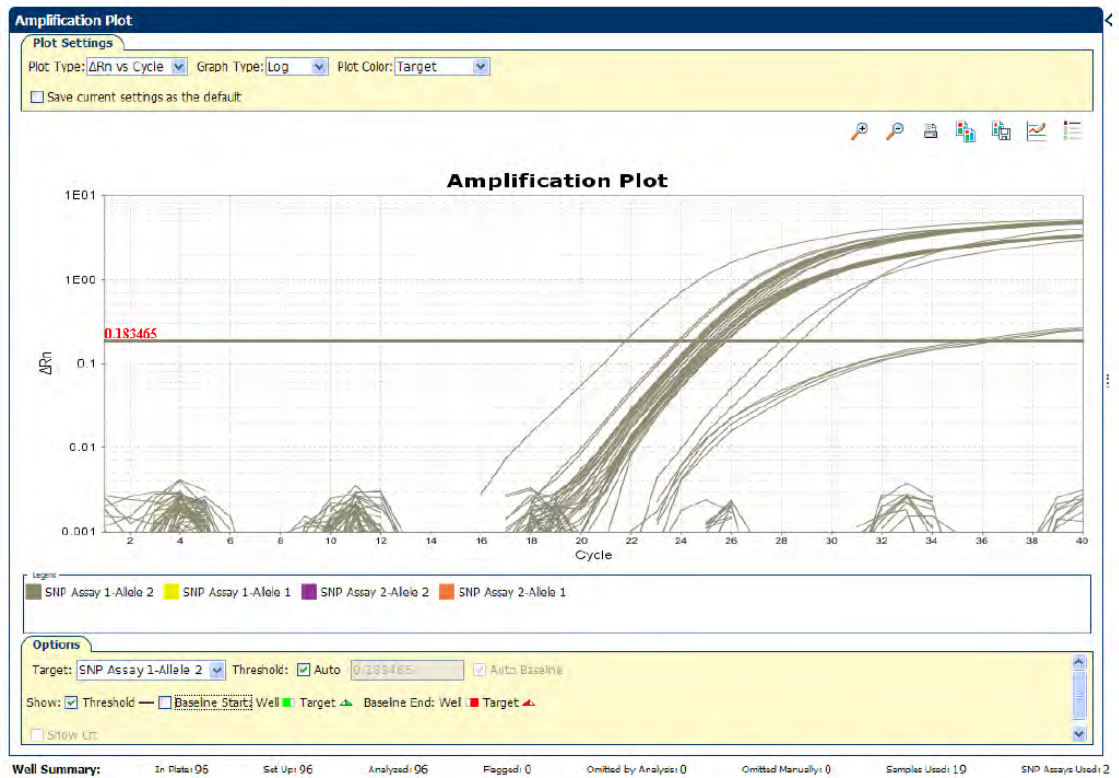 Amplification Plot
Plot Settings
Plot Type: ΔRn vs Cycle Graph Type: Log Plot Color: Target
Save current settings as the default
Amplification Plot
1E01
1E00
0.183465
0.1
0.01
0.001
ΔRn
2 4 6 8 10 12 14 16 18 20 22 24 26 28 30 32 34 36 38 40
Cycle
Legend
SNP Assay 1-Allele 2 SNP Assay 1-Allele 1 SNP Assay 2-Allele 2 SNP Assay 2-Allele 1
Options
Target: SNP Assay 1-Allele 2 Threshold: Auto 0.183465 Auto Baseline
Show: Threshold Baseline Start: Well Target Baseline End: Well Target
Show Crt
Well Summary: In Plate: 96 Set Up: 96 Analyzed: 96 Flagged: 0 Omitted by Analysis: 0 Omitted Manually: 0 Samples Used: 19 SNP Assays Used: 2